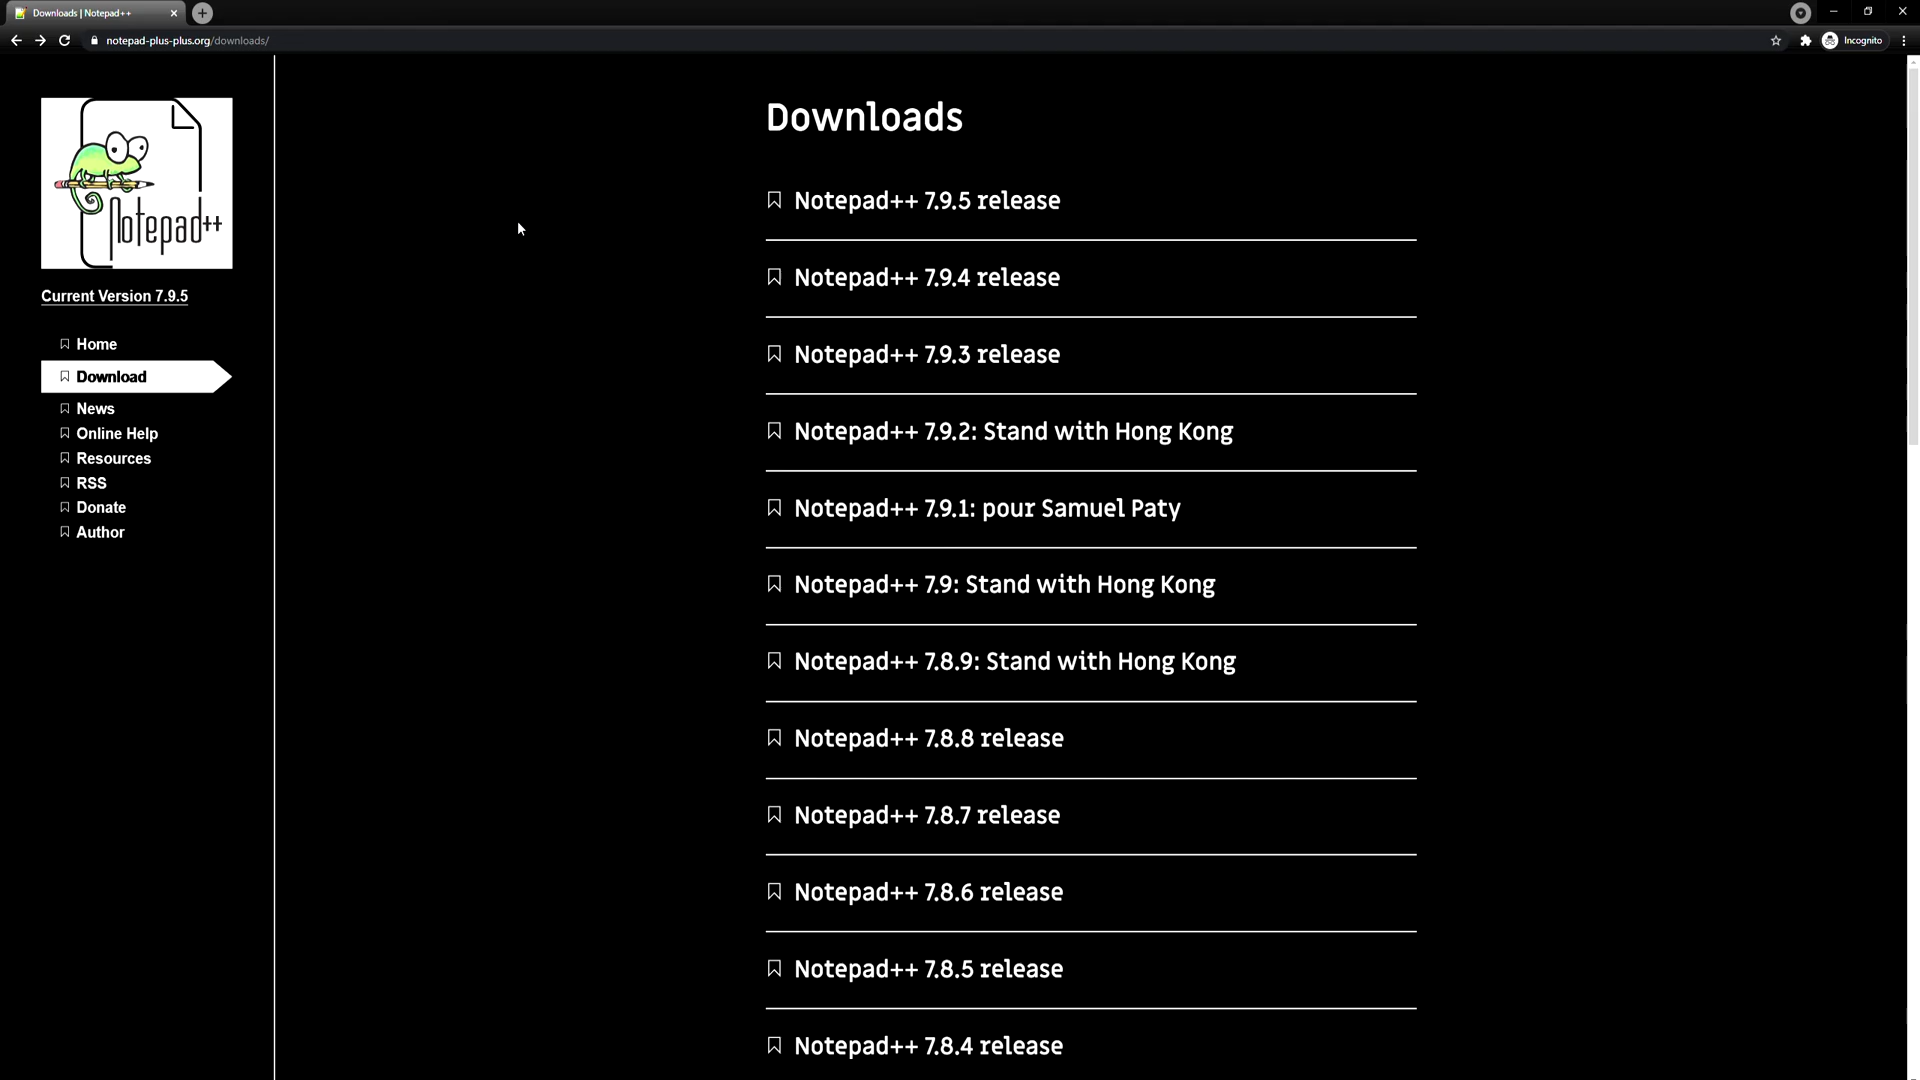 Downloads | Notepad++
notepad-plus-plus.org/downloads/
Incognito
Notepad++
Current Version 7.9.5
Home
Download
News
Online Help
Resources
RSS
Donate
Author
Downloads
Notepad++ 7.9.5 release
Notepad++ 7.9.4 release
Notepad++ 7.9.3 release
Notepad++ 7.9.2: Stand with Hong Kong
Notepad++ 7.9.1: pour Samuel Paty
Notepad++ 7.9: Stand with Hong Kong
Notepad++ 7.8.9: Stand with Hong Kong
Notepad++ 7.8.8 release
Notepad++ 7.8.7 release
Notepad++ 7.8.6 release
Notepad++ 7.8.5 release
Notepad++ 7.8.4 release